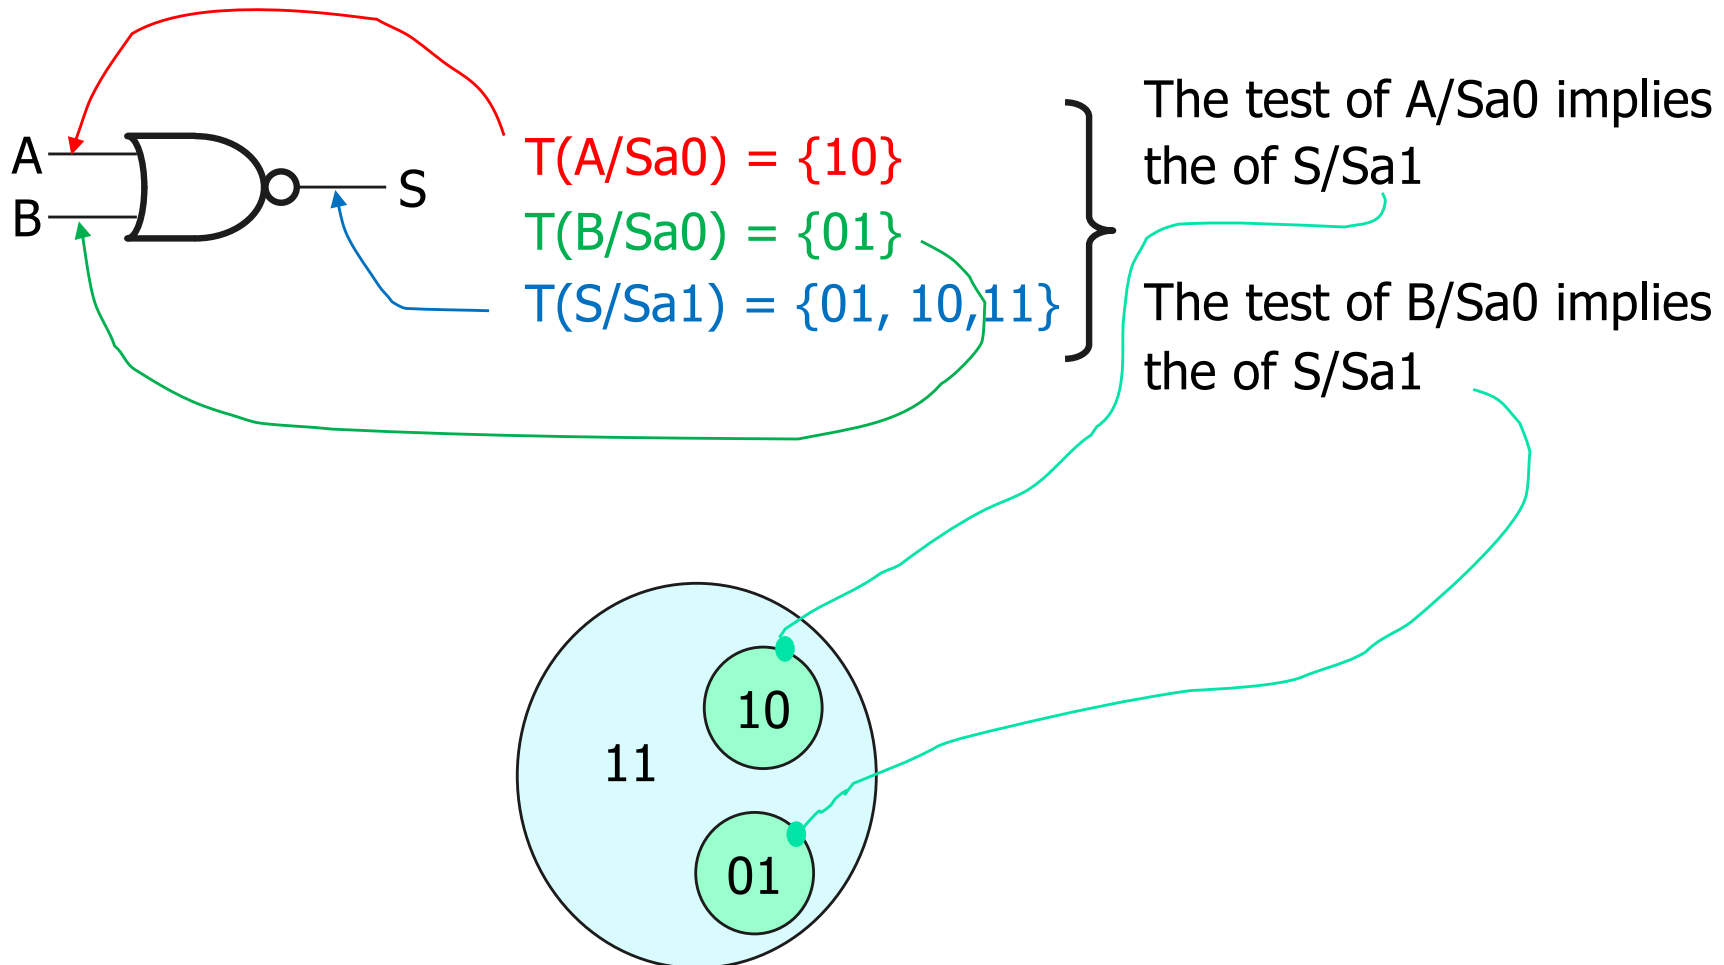 A
B
S
T(A/Sa0) = {10}
T(B/Sa0) = {01}
T(S/Sa1) = {01, 10,11}
The test of A/Sa0 implies
the of S/Sa1
The test of B/Sa0 implies
the of S/Sa1
10
11
01